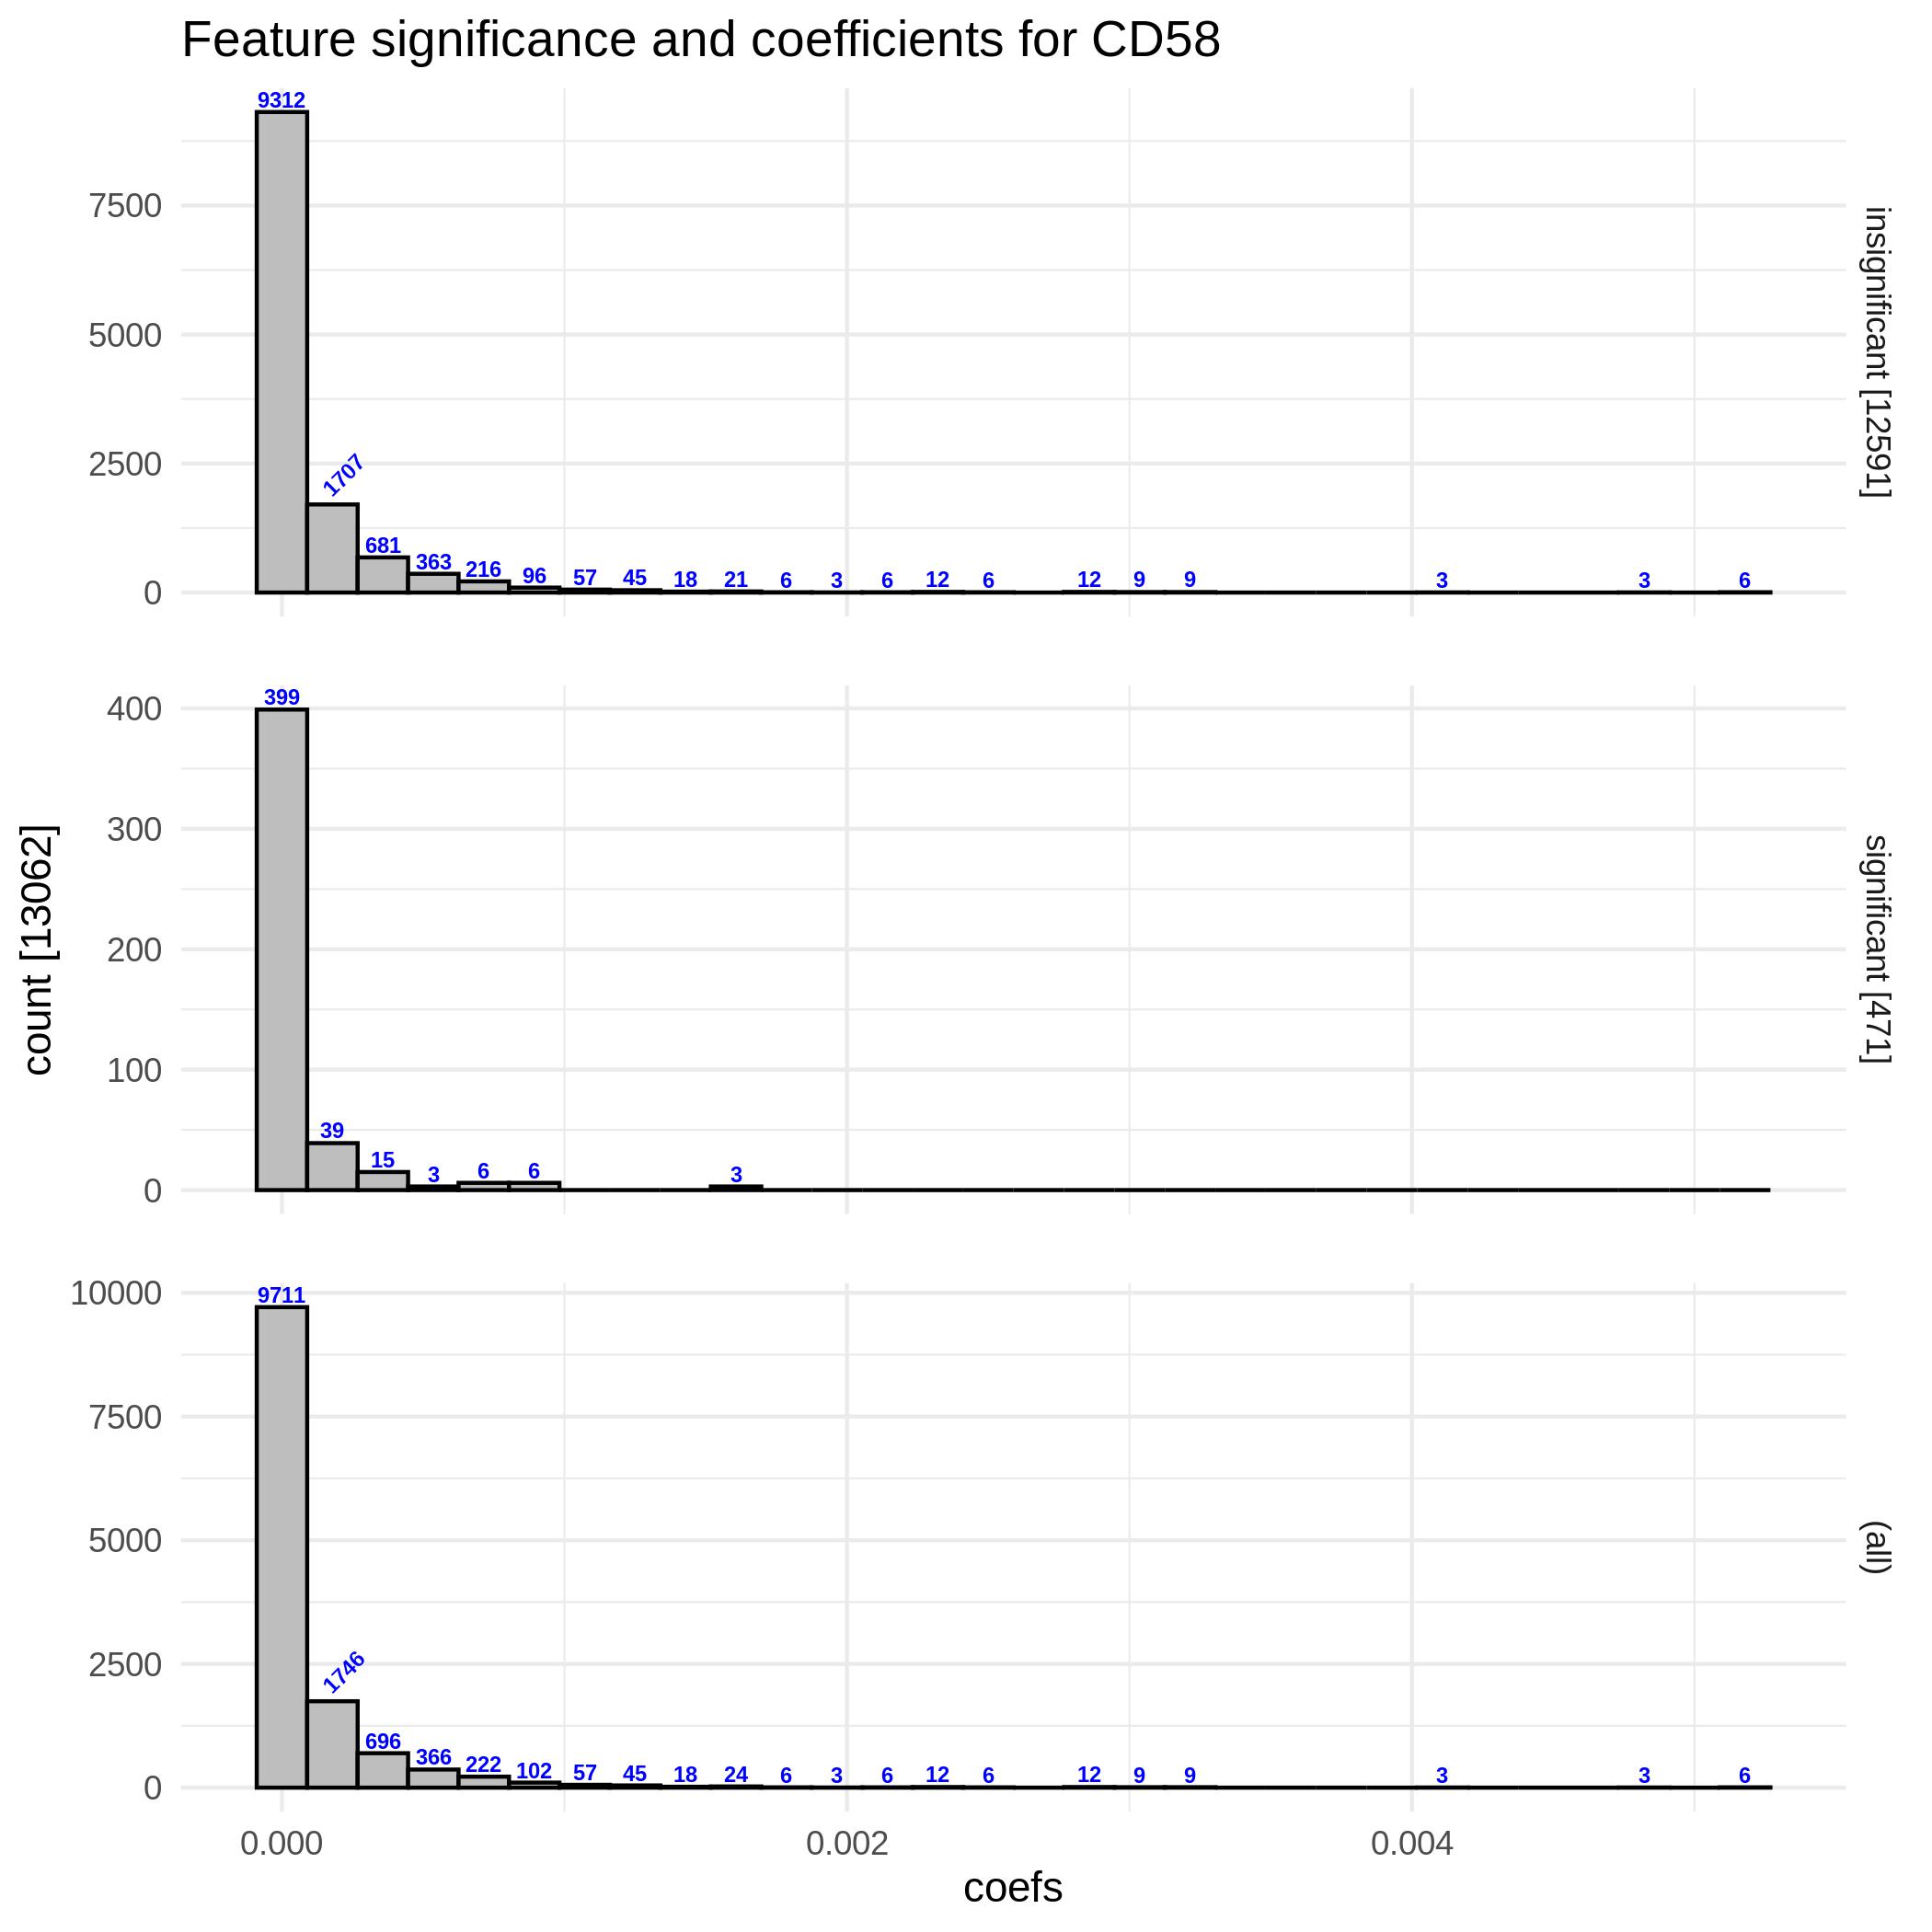 Feature significance and coefficients for CD58
9312
7500
5000
2500
0
1707
681 363 216 96 57 45 18 21 6 3 6 12 6 12 9 9 3 3 6
insignificant [12591]
count [13062]
399
400
300
200
100
0
39 15 3 6 6 3
significant [471]
9711
10000
7500
5000
2500
0
1746
696 366 222 102 57 45 18 24 6 3 6 12 6 12 9 9 3 3 6
(all)
0.000 0.002 0.004
coefs